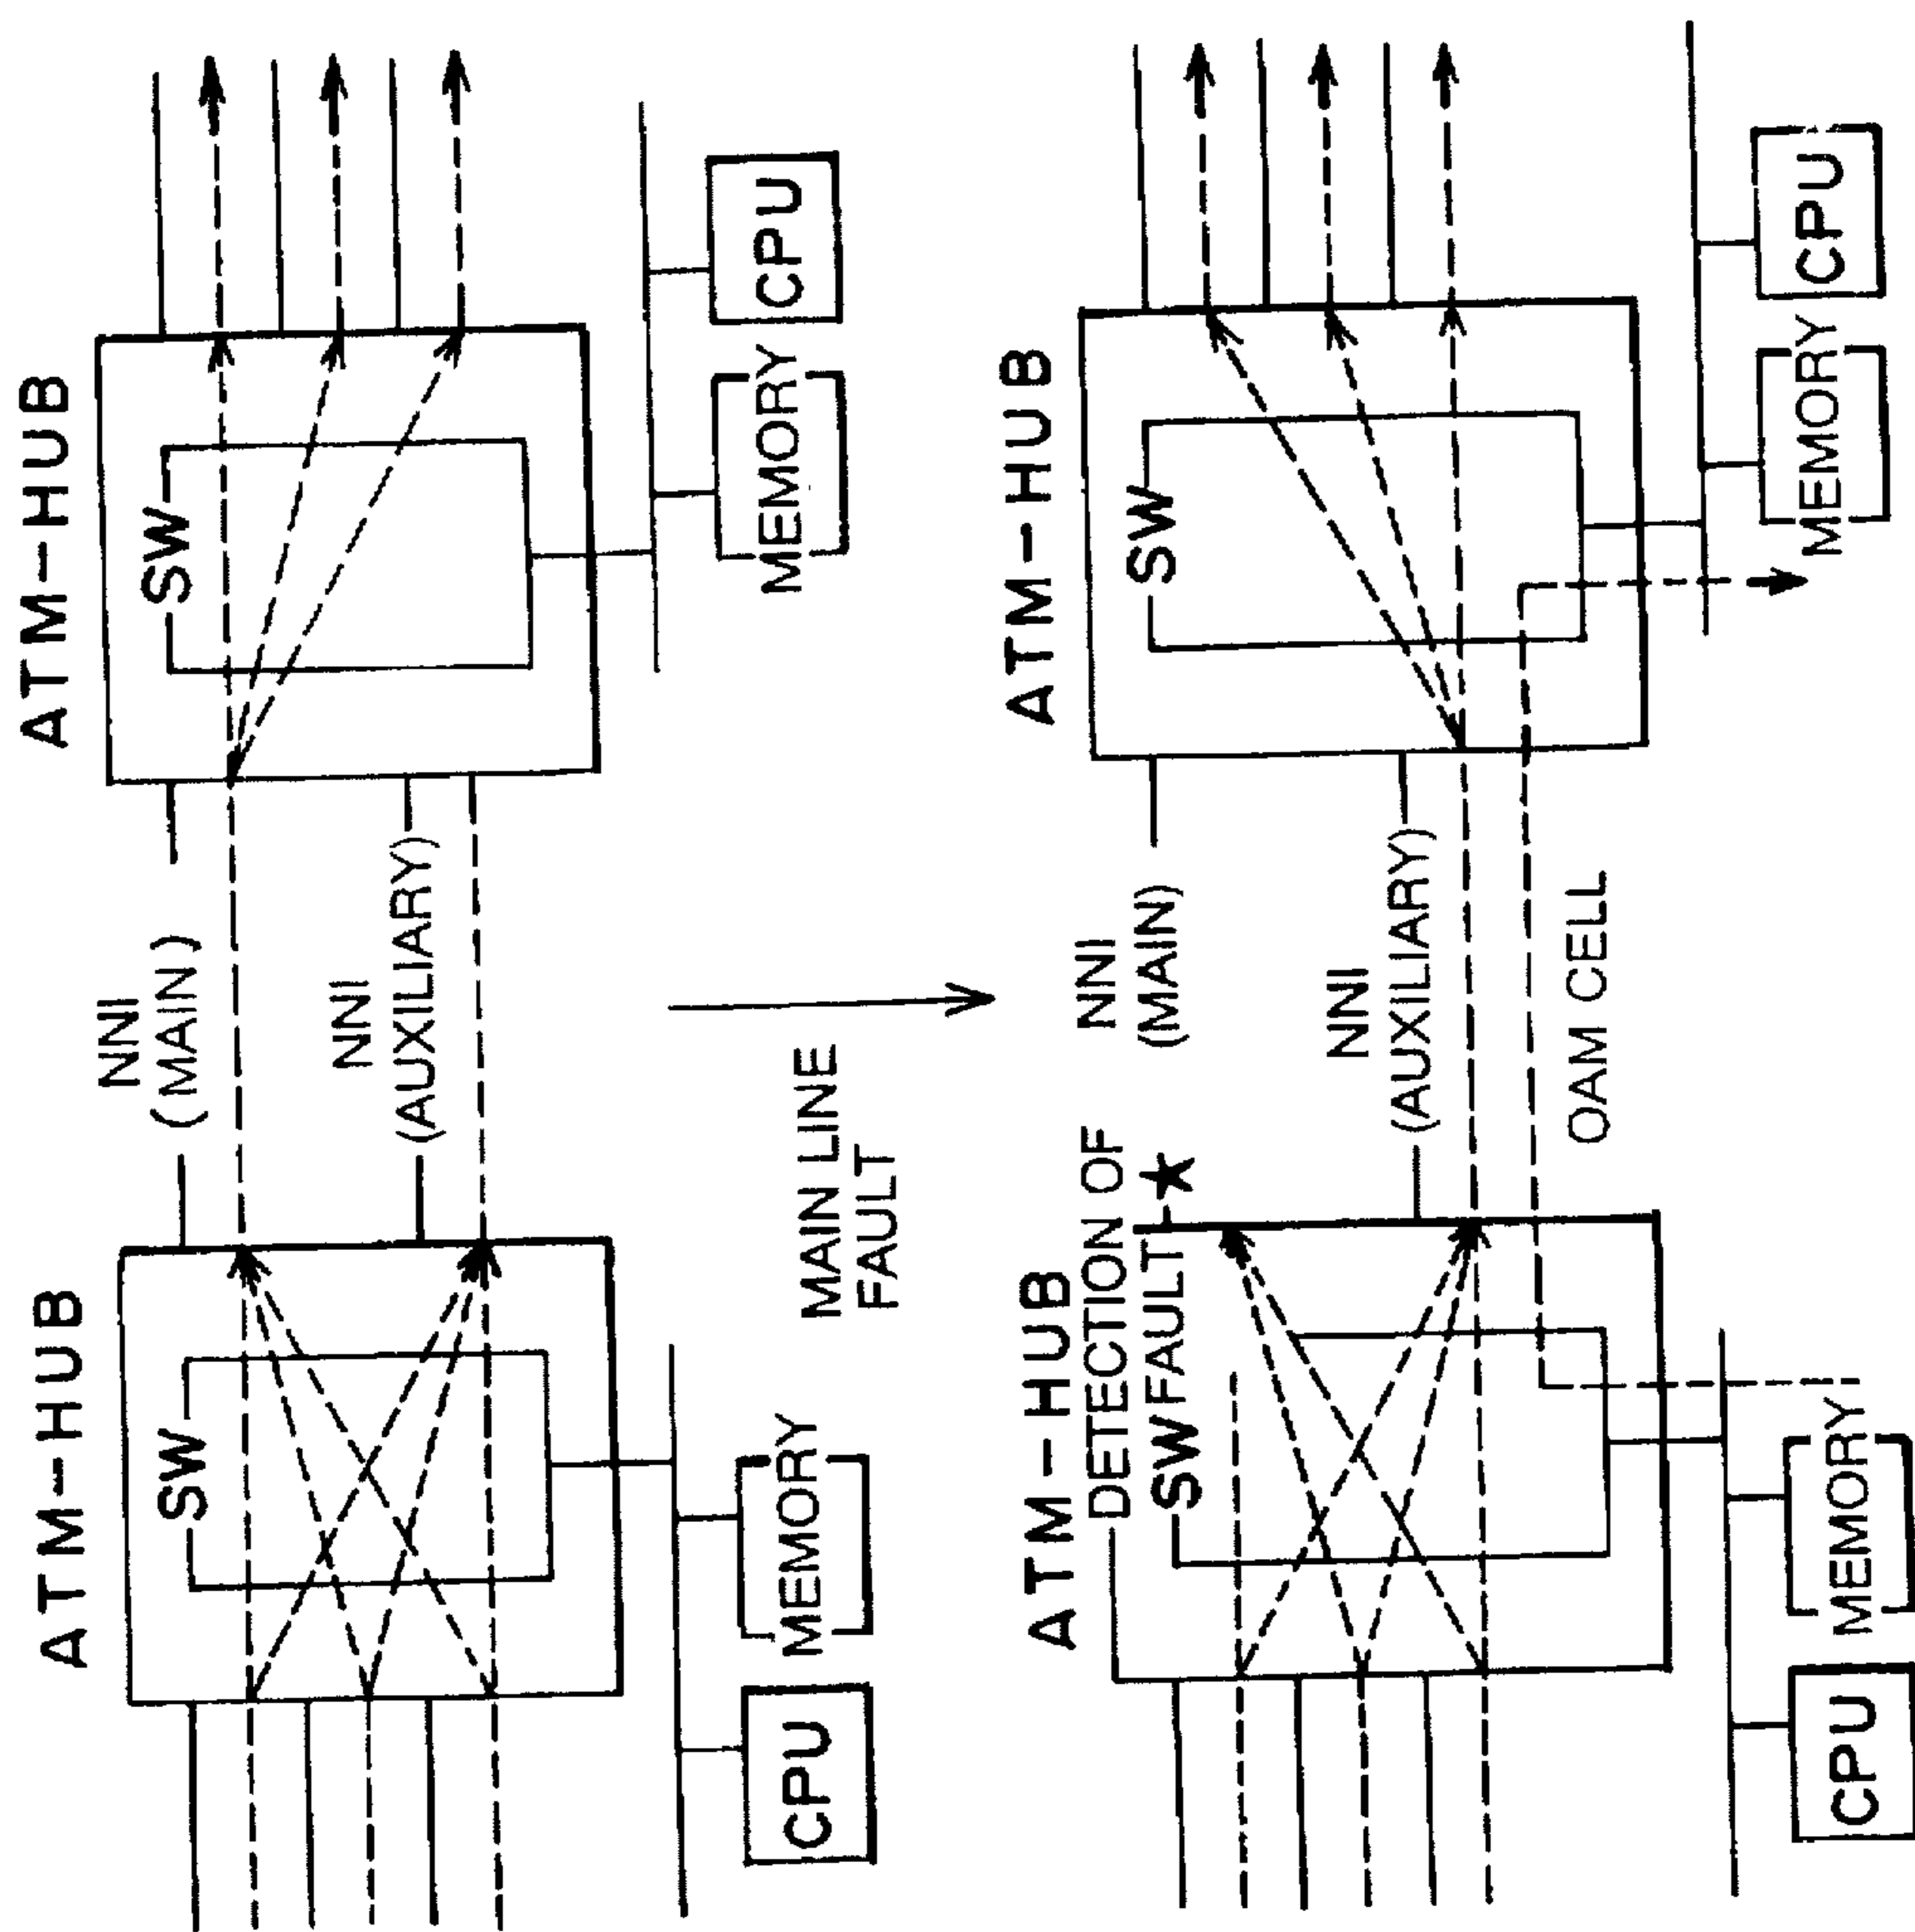 ATM-HUB
SW
CPU
MEMORY
NNI
( MAIN )
NNI
(AUXILIARY)
ATM-HUB
SW
MEMORY
CPU
MAIN LINE
FAULT
ATM-HUB
DETECTION OF
SW FAULT
CPU
MEMORY
NNI
(MAIN)
NNI
(AUXILIARY)
OAM CELL
ATM-HUB
SW
MEMORY
CPU